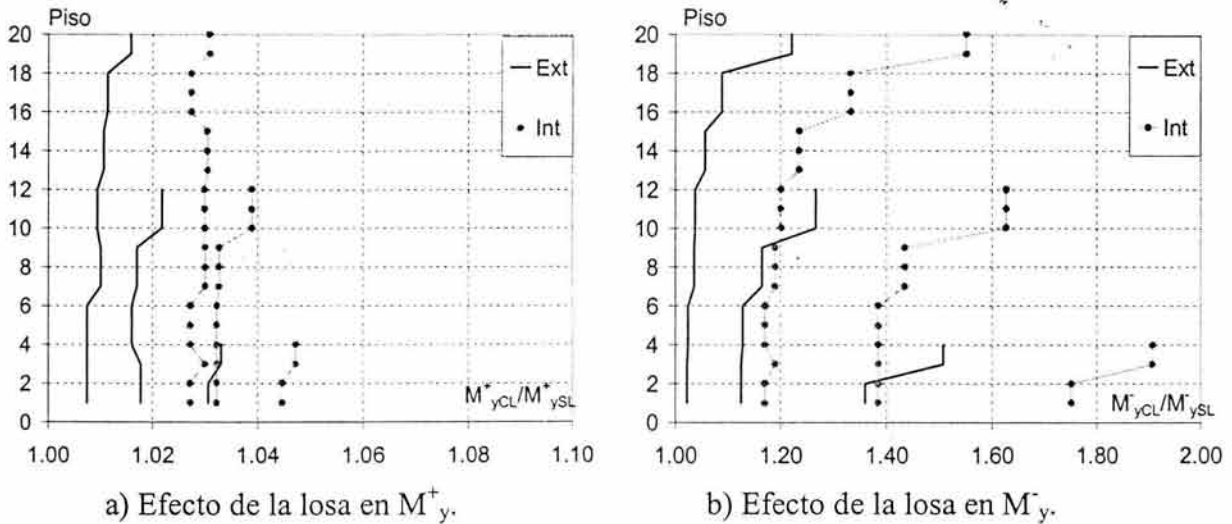 Piso
20
18
16
14
12
10
8
6
4
2
0
1.00 1.02 1.04 1.06 1.08 1.10
Ext
Int
M⁺yCL/M⁺ySL
a) Efecto de la losa en M⁺y.
Piso
20
18
16
14
12
10
8
6
4
2
0
1.00 1.20 1.40 1.60 1.80 2.00
Ext
Int
M⁻yCL/M⁻ySL
b) Efecto de la losa en M⁻y.